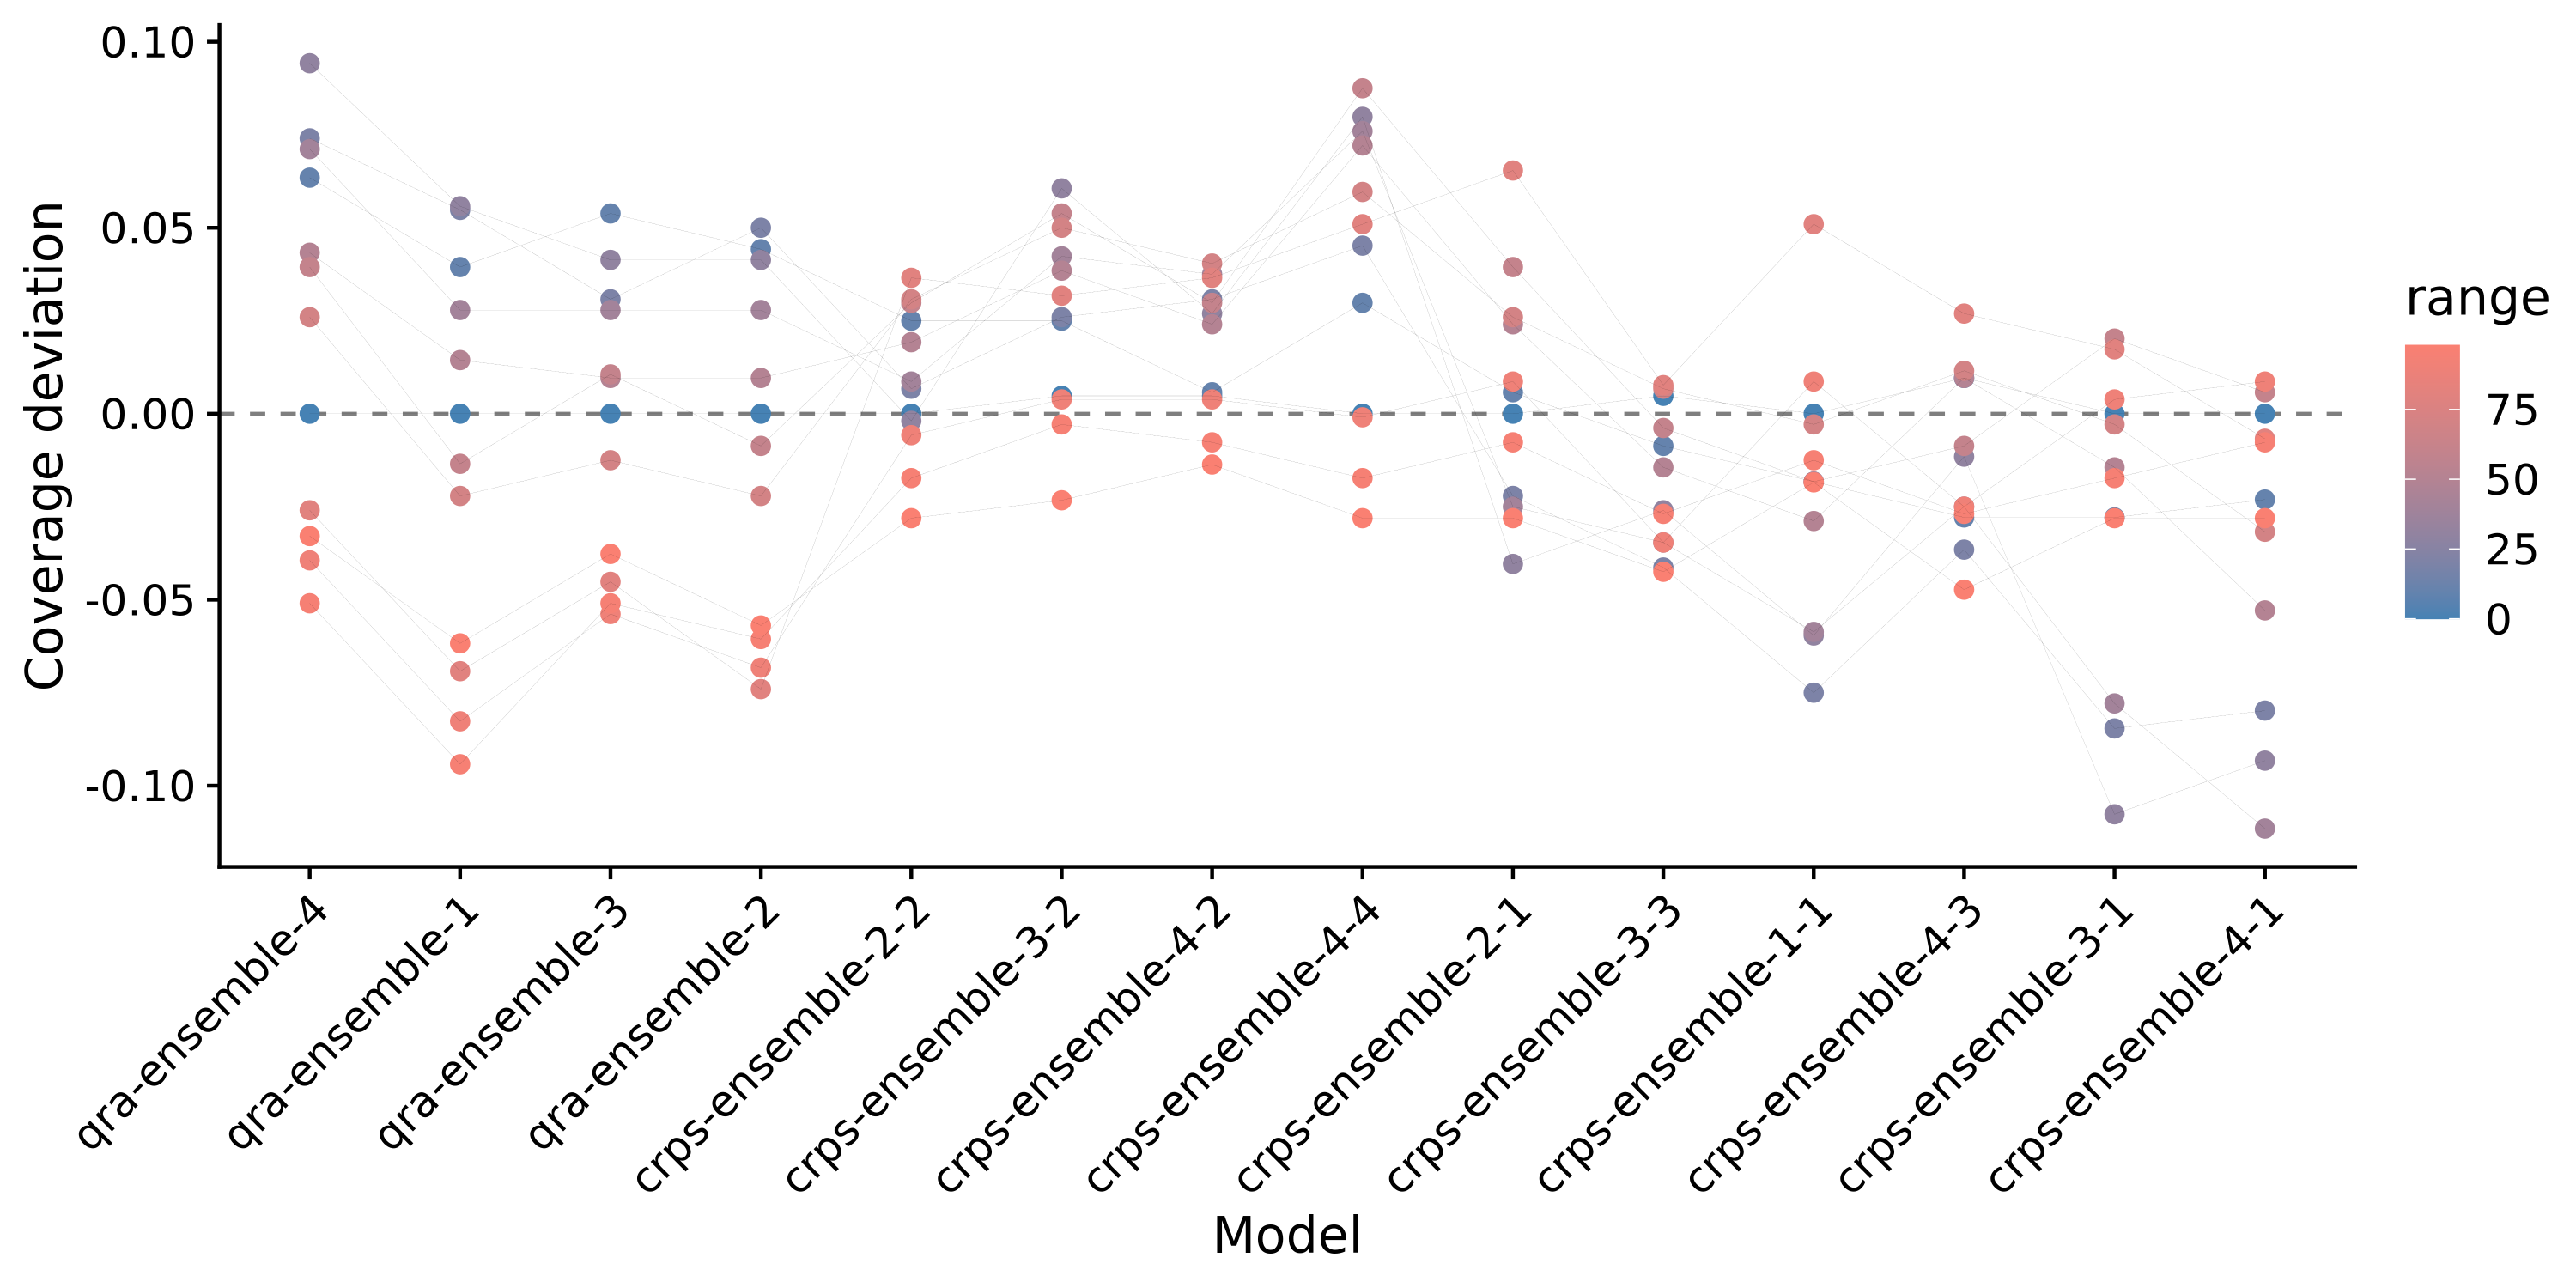 0.10
0.05
0.00
-0.05
-0.10
Coverage deviation
qra-ensemble-4
qra-ensemble-1
qra-ensemble-3
qra-ensemble-2
crps-ensemble-2-2
crps-ensemble-3-2
crps-ensemble-4-2
crps-ensemble-4-4
crps-ensemble-2-1
crps-ensemble-3-3
crps-ensemble-1-1
crps-ensemble-4-3
crps-ensemble-3-1
crps-ensemble-4-1
Model
range
75
50
25
0